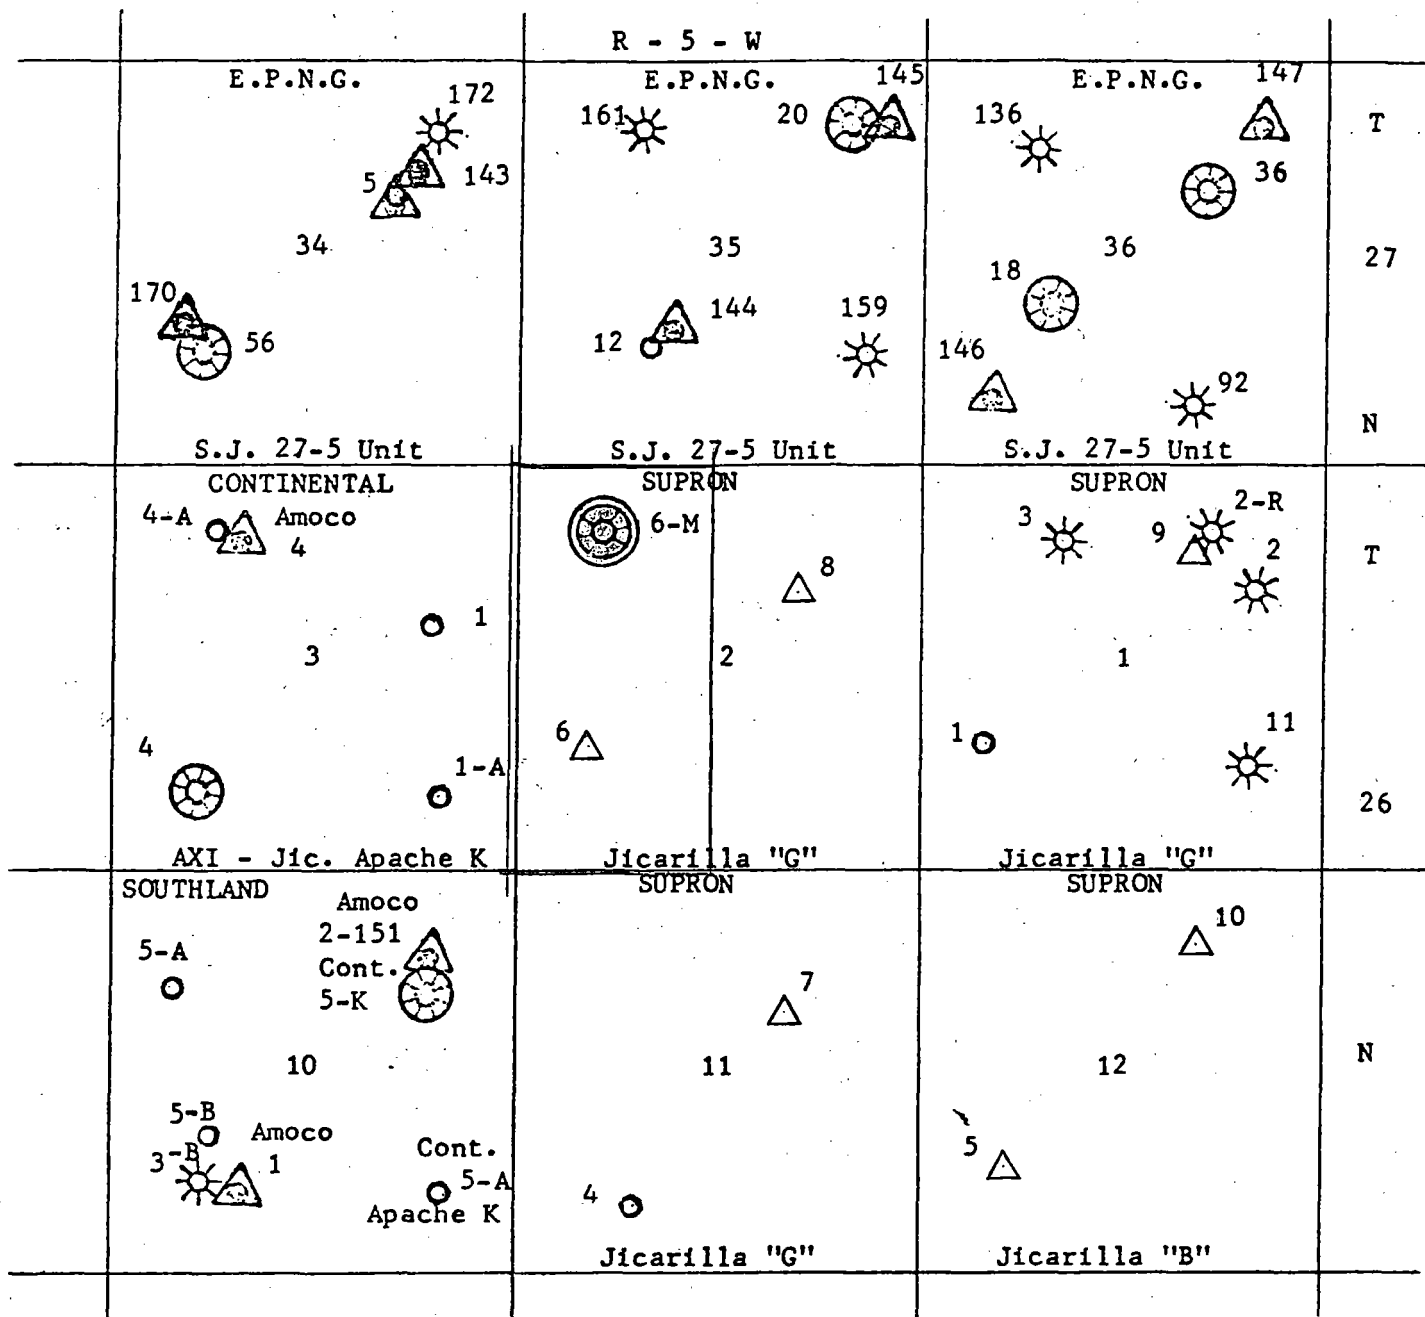 R - 5 - W
E.P.N.G.
172
5
143
34
170
56
S.J. 27-5 Unit
E.P.N.G.
161
20
145
35
12
144
159
S.J. 27-5 Unit
E.P.N.G.
136
147
36
36
18
146
92
S.J. 27-5 Unit
T
27
N
CONTINENTAL
4-A
Amoco
4
1
3
4
1-A
AXI - Jic. Apache K
SUPRON
6-M
8
2
6
Jicarilla "G"
SUPRON
3
2-R
9
2
1
1
11
Jicarilla "G"
T
26
N
SOUTHLAND
Amoco
2-151
5-A
Cont.
5-K
10
5-B
Amoco
3-B
1
Cont.
5-A
Apache K
SUPRON
7
11
4
Jicarilla "G"
SUPRON
10
12
5
Jicarilla "B"